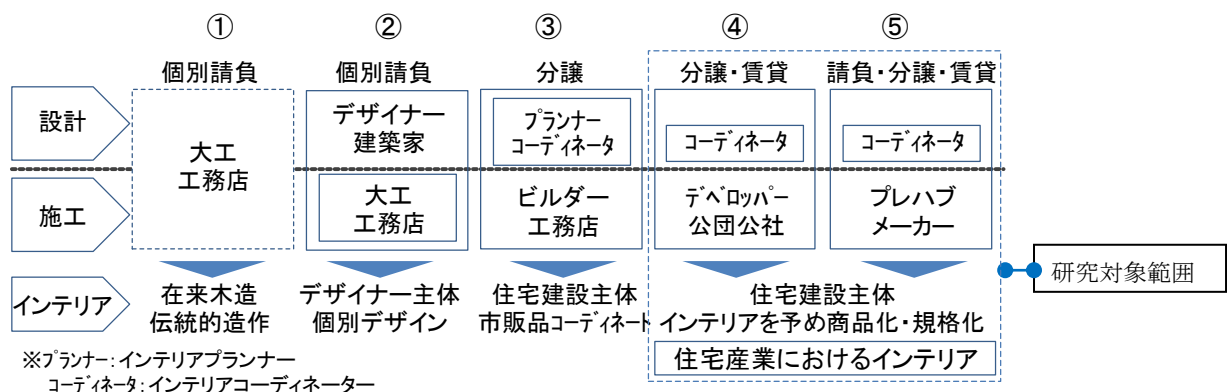 ① ② ③ ④ ⑤
個別請負 個別請負 分譲 分譲・賃貸 請負・分譲・賃貸
設計
大工
工務店
デザイナー
建築家
プランナー
コーディネータ
コーディネータ
コーディネータ
施工
大工
工務店
ビルダー
工務店
デベロッパー
公団公社
プレハブ
メーカー
研究対象範囲
インテリア
在来木造
伝統的造作
デザイナー主体
個別デザイン
住宅建設主体
市販品コーディネート
住宅建設主体
インテリアを予め商品化・規格化
住宅産業におけるインテリア
※プランナー:インテリアプランナー
コーディネータ:インテリアコーディネーター